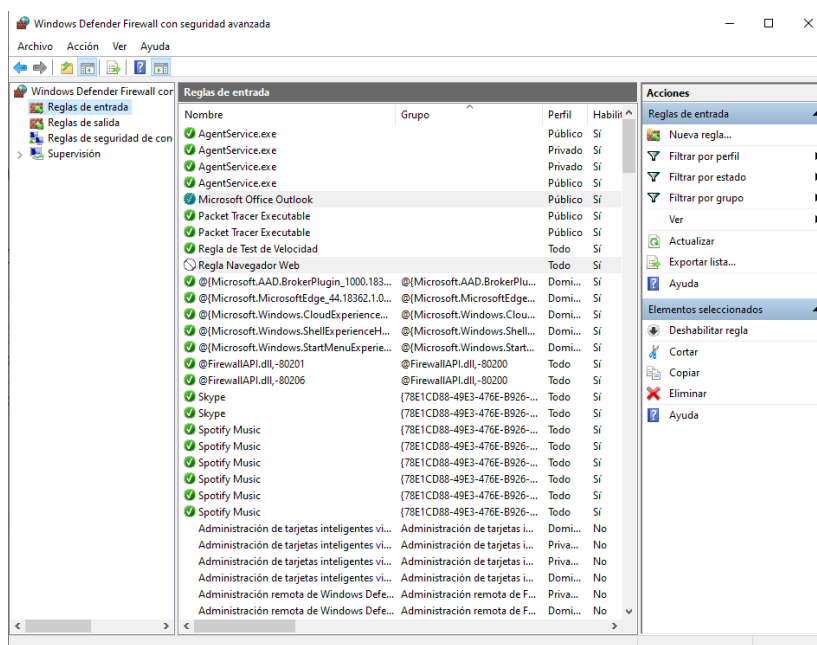 Windows Defender Firewall con seguridad avanzada
Archivo Acción Ver Ayuda
Windows Defender Firewall con
Reglas de entrada
Reglas de salida
Reglas de seguridad de con
Supervisión
Reglas de entrada
Nombre Grupo Perfil Habilit
AgentService.exe Público Sí
AgentService.exe Privado Sí
AgentService.exe Privado Sí
AgentService.exe Público Sí
Microsoft Office Outlook Público Sí
Packet Tracer Executable Público Sí
Packet Tracer Executable Público Sí
Regla de Test de Velocidad Todo Sí
Regla Navegador Web Todo Sí
@{Microsoft.AAD.BrokerPlugin_1000.183... @{Microsoft.AAD.BrokerPlu... Domi... Sí
@{Microsoft.MicrosoftEdge_44.18362.1.0... @{Microsoft.MicrosoftEdge... Domi... Sí
@{Microsoft.Windows.CloudExperience... @{Microsoft.Windows.Clou... Domi... Sí
@{Microsoft.Windows.ShellExperienceH... @{Microsoft.Windows.Shell... Domi... Sí
@{Microsoft.Windows.StartMenuExperie... @{Microsoft.Windows.Start... Domi... Sí
@FirewallAPI.dll,-80201 @FirewallAPI.dll,-80200 Todo Sí
@FirewallAPI.dll,-80206 @FirewallAPI.dll,-80200 Todo Sí
Skype {78E1CD88-49E3-476E-B926-... Todo Sí
Skype {78E1CD88-49E3-476E-B926-... Todo Sí
Spotify Music {78E1CD88-49E3-476E-B926-... Todo Sí
Spotify Music {78E1CD88-49E3-476E-B926-... Todo Sí
Spotify Music {78E1CD88-49E3-476E-B926-... Todo Sí
Spotify Music {78E1CD88-49E3-476E-B926-... Todo Sí
Spotify Music {78E1CD88-49E3-476E-B926-... Todo Sí
Spotify Music {78E1CD88-49E3-476E-B926-... Todo Sí
Administración de tarjetas inteligentes vi... Administración de tarjetas i... Domi... No
Administración de tarjetas inteligentes vi... Administración de tarjetas i... Priva... No
Administración de tarjetas inteligentes vi... Administración de tarjetas i... Priva... No
Administración de tarjetas inteligentes vi... Administración de tarjetas i... Domi... No
Administración remota de Windows Defe... Administración remota de F... Priva... No
Administración remota de Windows Defe... Administración remota de F... Domi... No
Acciones
Reglas de entrada
Nueva regla...
Filtrar por perfil
Filtrar por estado
Filtrar por grupo
Ver
Actualizar
Exportar lista...
Ayuda
Elementos seleccionados
Deshabilitar regla
Cortar
Copiar
Eliminar
Ayuda